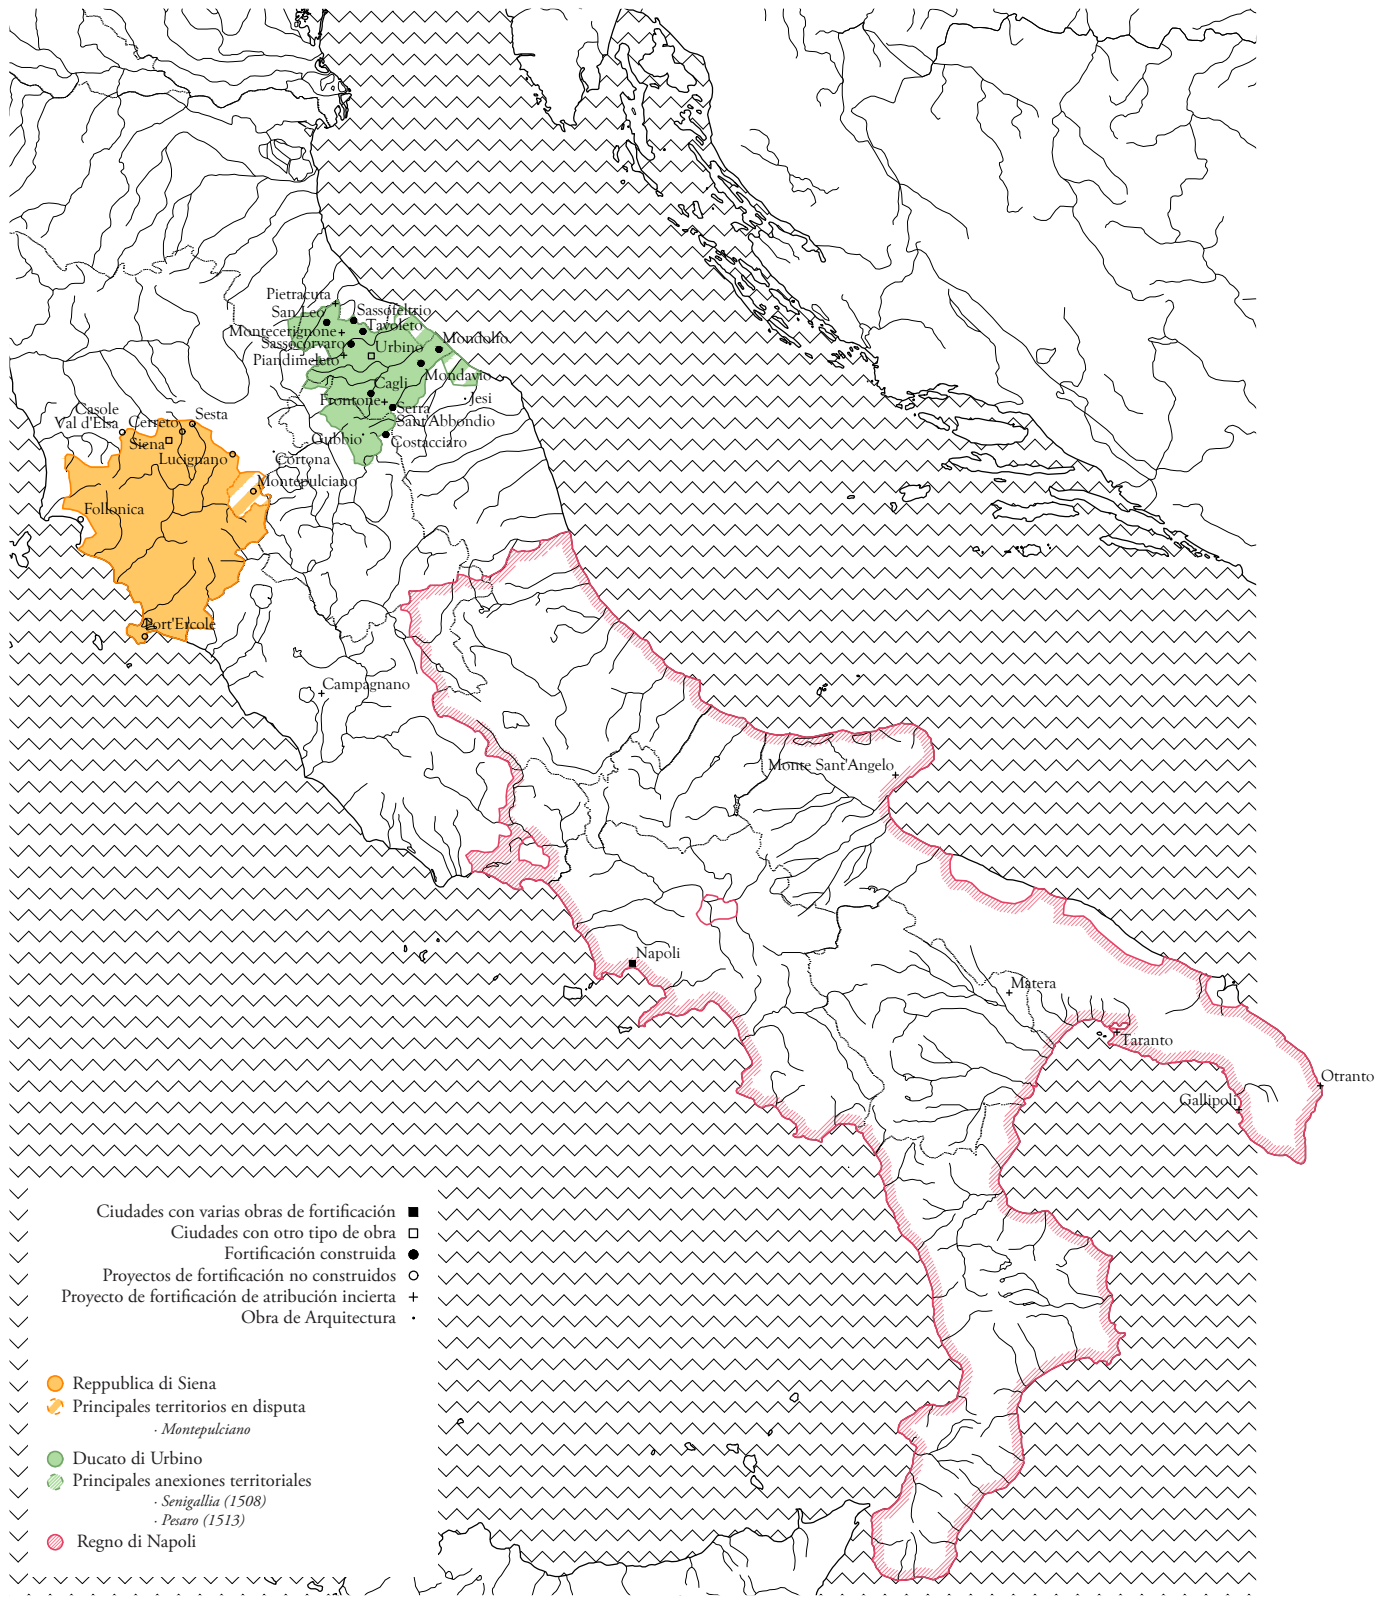 Pietracuta
San Leo
Sassofeltrio
Tavoleto
Montecerignone
Sassocorvaro
Urbino
Mondolfo
Piandimeleto
Mondavio
Cagli
Frontone
Jesi
Serra
Sant'Abbondio
Gubbio
Costacciaro
Casole
Val d'Elsa
Cerreto
Sesta
Siena
Lucignano
Cortona
Montepulciano
Follonica
Port'Ercole
Campagnano
Monte Sant'Angelo
Napoli
Matera
Taranto
Otranto
Gallipoli
Ciudades con varias obras de fortificación
Ciudades con otro tipo de obra
Fortificación construida
Proyectos de fortificación no construidos
Proyecto de fortificación de atribución incierta
Obra de Arquitectura
Reppublica di Siena
Principales territorios en disputa
· Montepulciano
Ducato di Urbino
Principales anexiones territoriales
· Senigallia (1508)
· Pesaro (1513)
Regno di Napoli